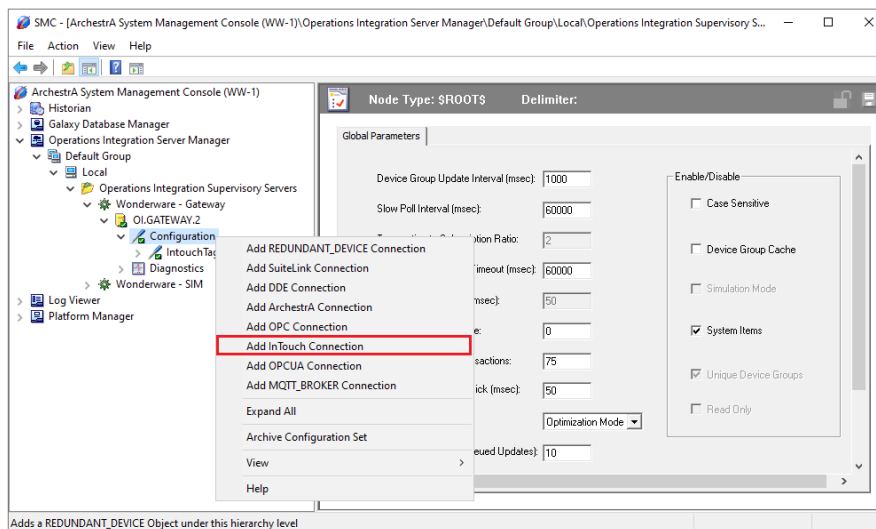 SMC - [ArchestrA System Management Console (WW-1)\Operations Integration Server Manager\Default Group\Local\Operations Integration Supervisory S...
File Action View Help
ArchestrA System Management Console (WW-1)
Historian
Galaxy Database Manager
Operations Integration Server Manager
Default Group
Local
Operations Integration Supervisory Servers
Wonderware - Gateway
OI.GATEWAY.2
Configuration
IntouchTag
Diagnostics
Wonderware - SIM
Log Viewer
Platform Manager
Add REDUNDANT_DEVICE Connection
Add SuiteLink Connection
Add DDE Connection
Add ArchestrA Connection
Add OPC Connection
Add InTouch Connection
Add OPCUA Connection
Add MQTT_BROKER Connection
Expand All
Archive Configuration Set
View
Help
Node Type: $ROOT$ Delimiter:
Global Parameters
Device Group Update Interval (msec): 1000
Slow Poll Interval (msec): 60000
Ratio: 2
Timeout (msec): 60000
msec): 50
0
sactions: 75
ick (msec): 50
Optimization Mode
eued Updates): 10
Enable/Disable
Case Sensitive
Device Group Cache
Simulation Mode
System Items
Unique Device Groups
Read Only
Adds a REDUNDANT_DEVICE Object under this hierarchy level